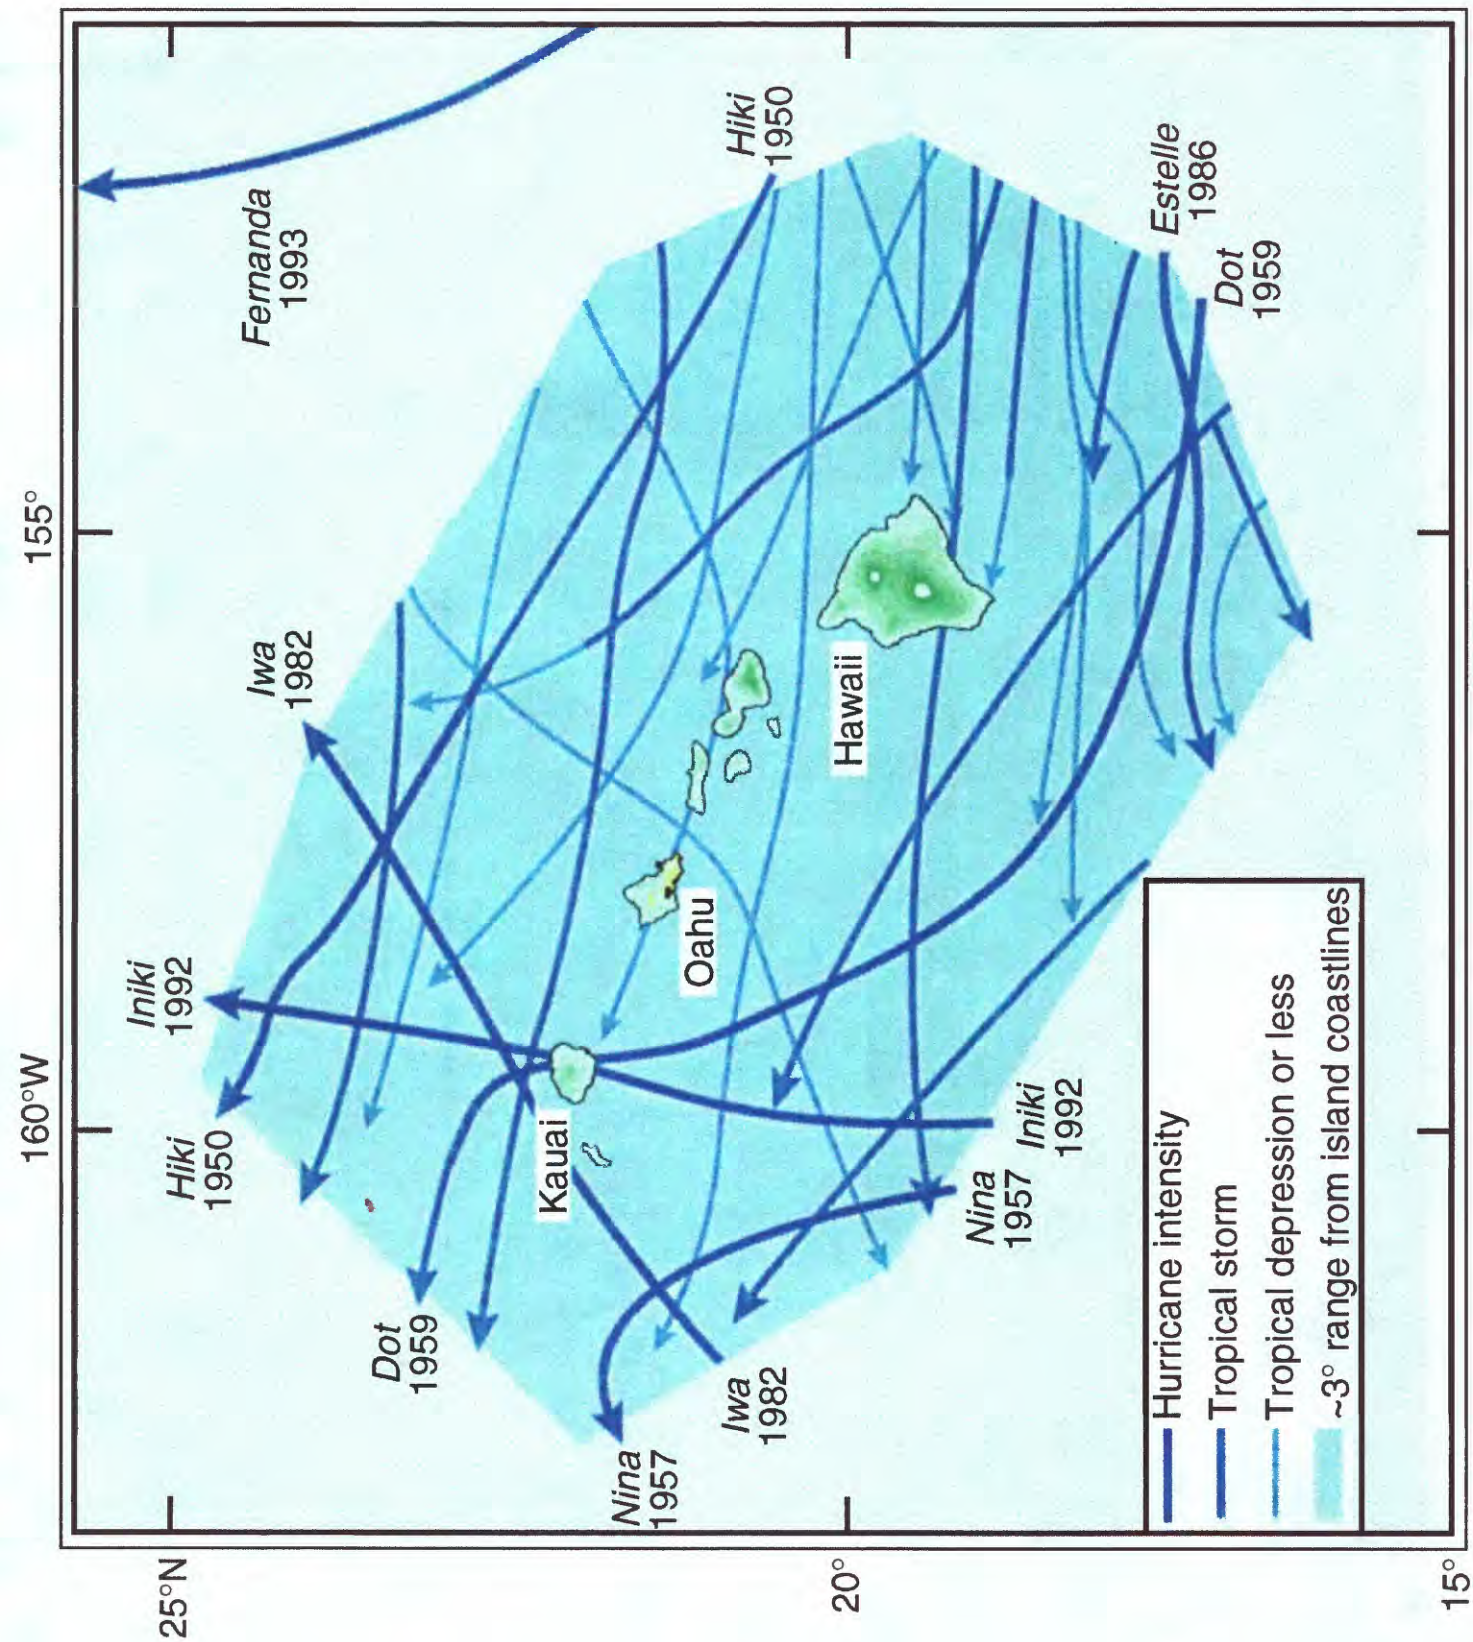 160°W
155°
25°N
20°
15°
Fernanda
1993
Hiki
1950
Iwa
1982
Iniki
1992
Hiki
1950
Estelle
1986
Dot
1959
Hawaii
Oahu
Kauai
Dot
1959
Nina
1957
Iwa
1982
Nina
1957
Iniki
1992
Hurricane intensity
Tropical storm
Tropical depression or less
~3° range from island coastlines